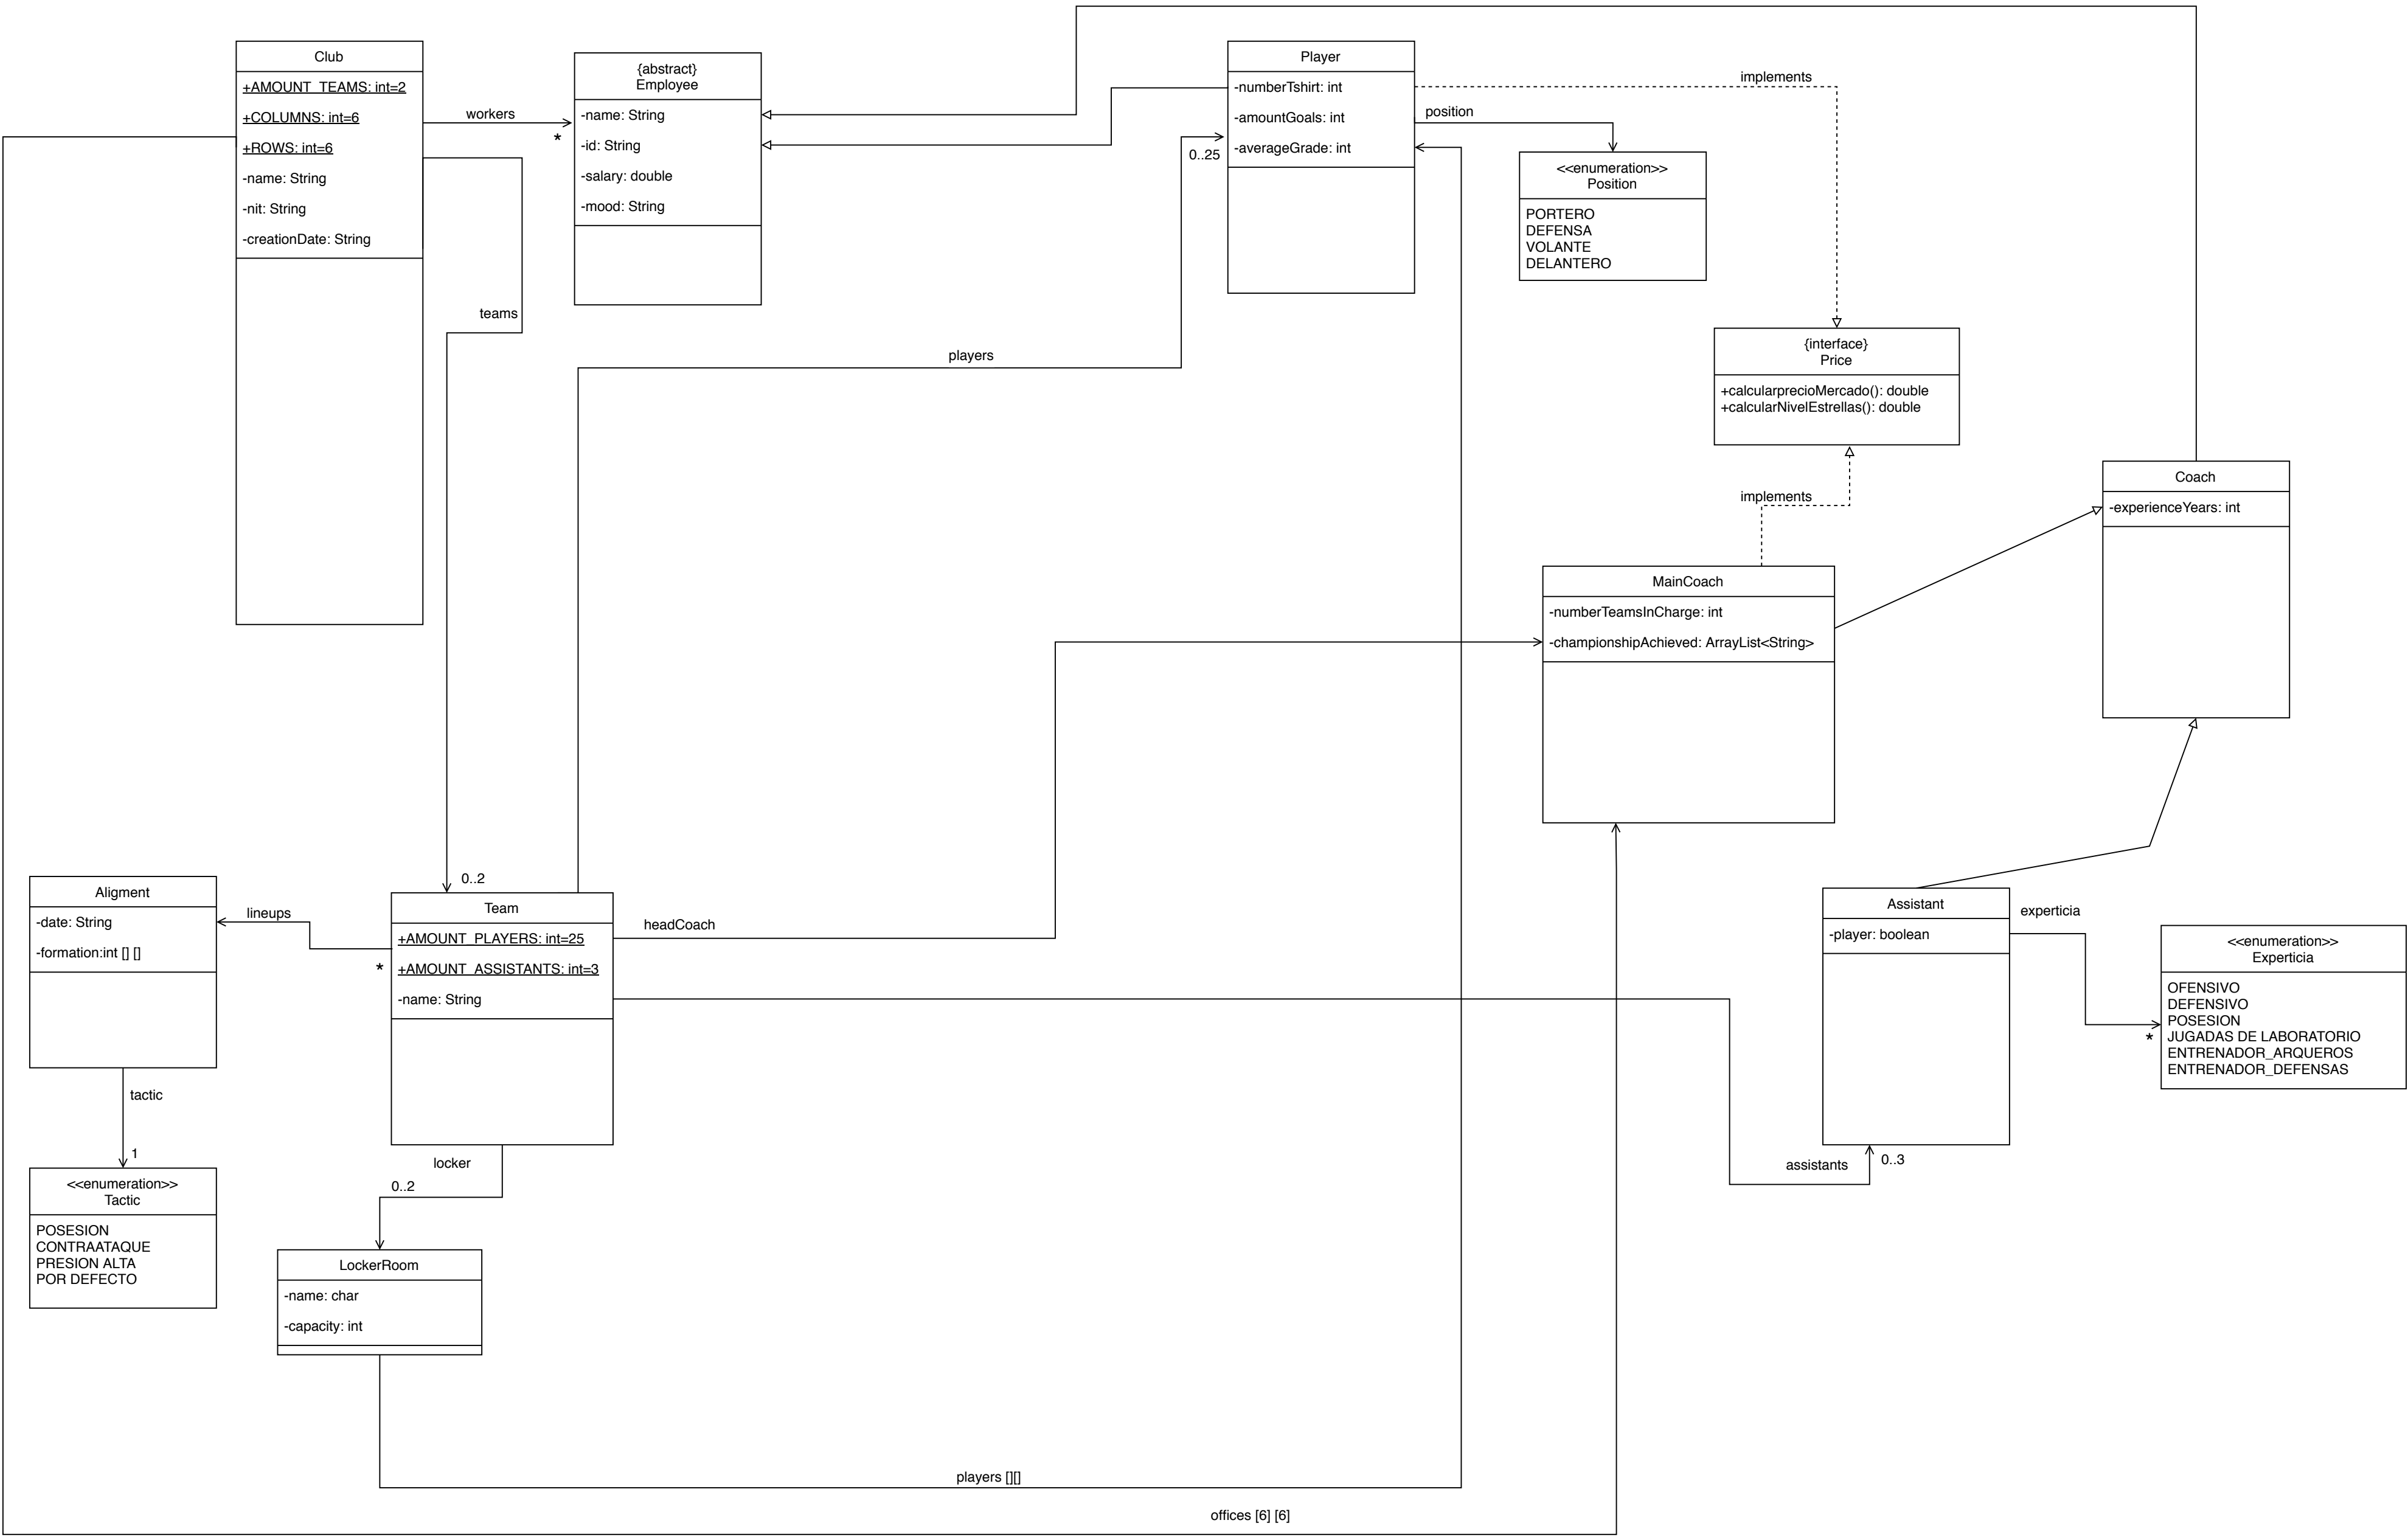 Club
+AMOUNT_TEAMS: int=2
+COLUMNS: int=6
+ROWS: int=6
-name: String
-nit: String
-creationDate: String
workers
*
teams
0..2
{abstract}
Employee
-name: String
-id: String
-salary: double
-mood: String
Player
-numberTshirt: int
-amountGoals: int
-averageGrade: int
0..25
players
implements
position
<<enumeration>>
Position
PORTERO
DEFENSA
VOLANTE
DELANTERO
{interface}
Price
+calcularprecioMercado(): double
+calcularNivelEstrellas(): double
implements
Coach
-experienceYears: int
MainCoach
-numberTeamsInCharge: int
-championshipAchieved: ArrayList<String>
Aligment
-date: String
-formation:int [] []
lineups
*
Team
+AMOUNT_PLAYERS: int=25
+AMOUNT_ASSISTANTS: int=3
-name: String
headCoach
Assistant
-player: boolean
experticia
*
<<enumeration>>
Experticia
OFENSIVO
DEFENSIVO
POSESION
JUGADAS DE LABORATORIO
ENTRENADOR_ARQUEROS
ENTRENADOR_DEFENSAS
tactic
1
<<enumeration>>
Tactic
POSESION
CONTRAATAQUE
PRESION ALTA
POR DEFECTO
locker
0..2
assistants
0..3
LockerRoom
-name: char
-capacity: int
players [][]
offices [6] [6]